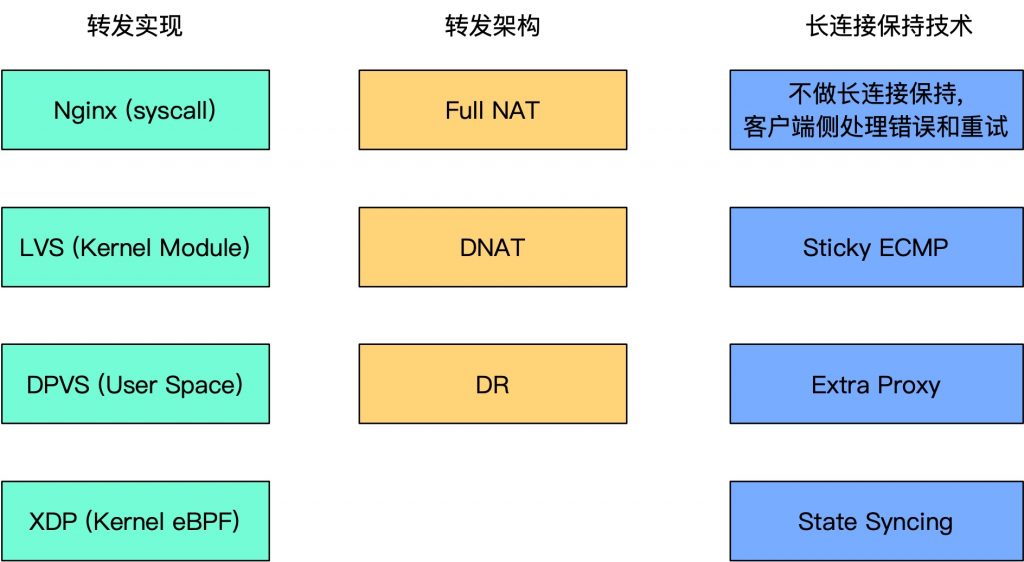 转发实现
转发架构
长连接保持技术
Nginx (syscall)
Full NAT
不做长连接保持,
客户端侧处理错误和重试
LVS (Kernel Module)
DNAT
Sticky ECMP
DPVS (User Space)
DR
Extra Proxy
XDP (Kernel eBPF)
State Syncing